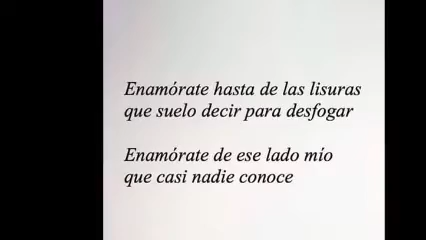 Enamórate hasta de las lisuras
que suelo decir para desfogar
Enamórate de ese lado mío
que casi nadie conoce